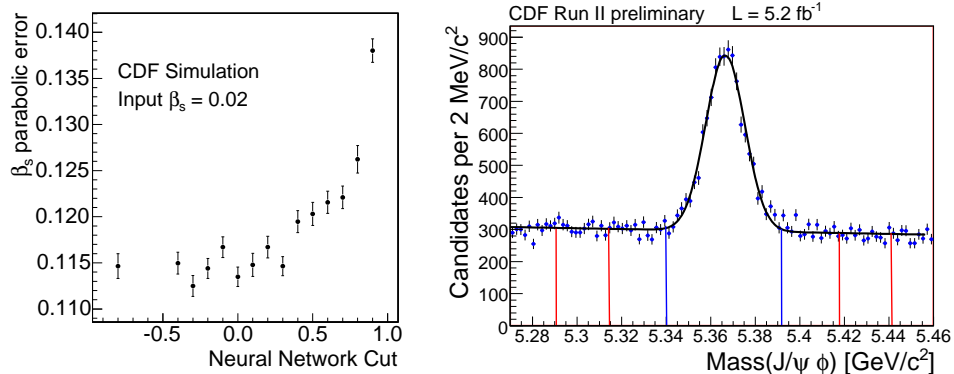 0.140
0.135
0.130
0.125
0.120
0.115
0.110
βs parabolic error
CDF Simulation
Input βs = 0.02
-0.5 0.0 0.5 1.0
Neural Network Cut
CDF Run II preliminary L = 5.2 fb-1
900
800
700
600
500
400
300
200
100
0
Candidates per 2 MeV/c2
5.28 5.3 5.32 5.34 5.36 5.38 5.4 5.42 5.44 5.46
Mass(J/ψ ϕ) [GeV/c2]